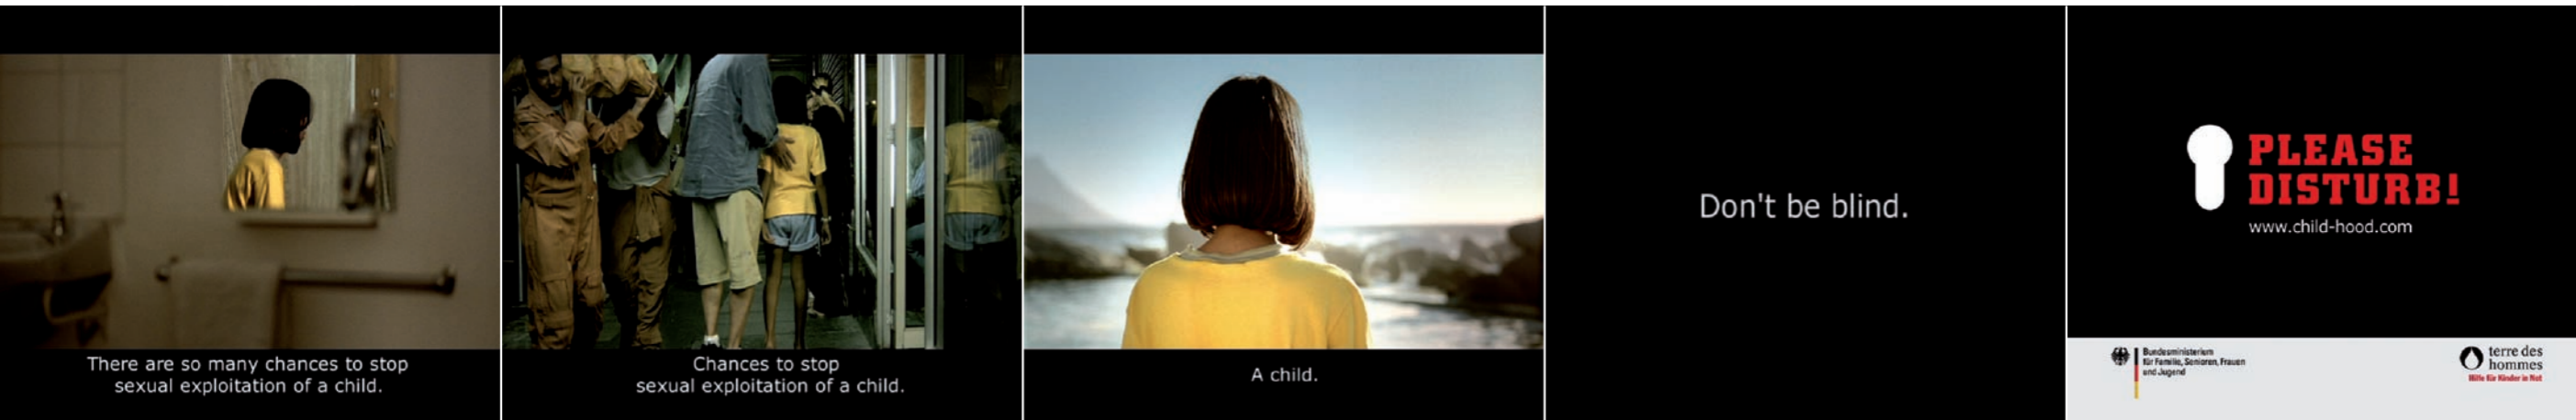 There are so many chances to stop
sexual exploitation of a child.
Chances to stop
sexual exploitation of a child.
A child.
Don't be blind.
PLEASE
DISTURB!
www.child-hood.com
Bundesministerium
für Familie, Senioren, Frauen
und Jugend
terre des
hommes
Hilfe für Kinder in Not